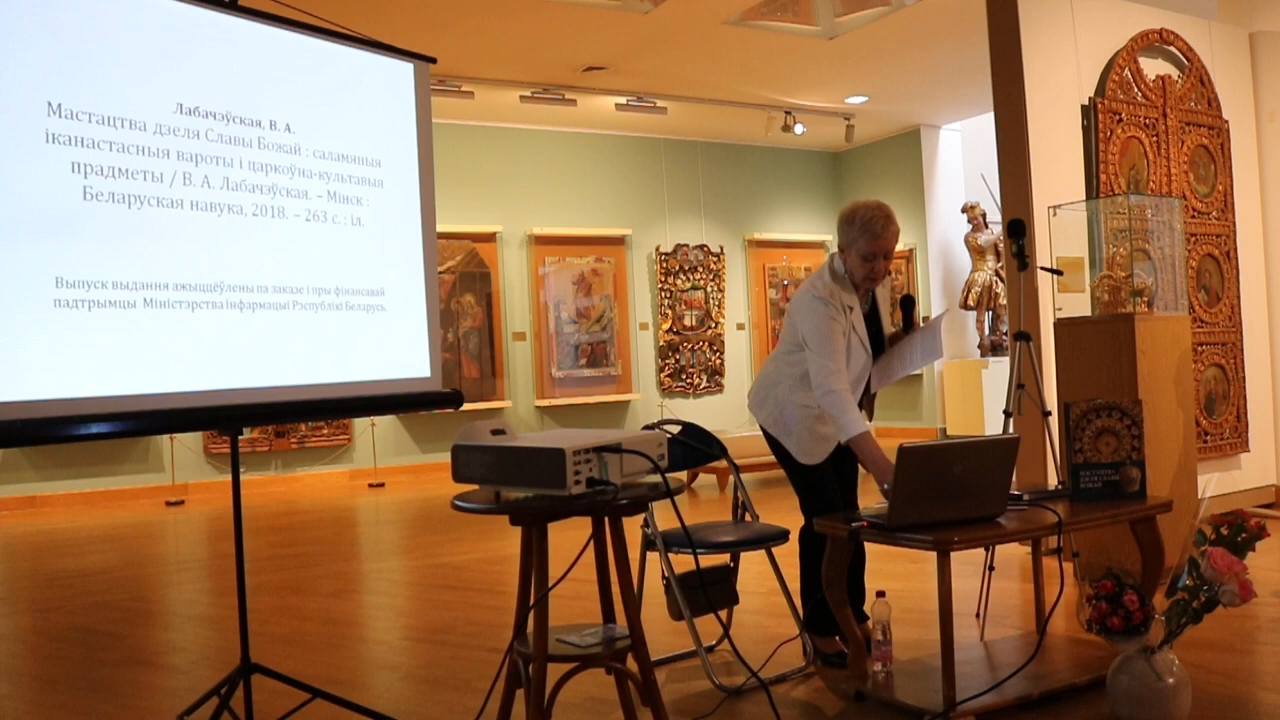 Лабачэўская, В. А.
Мастацтва дзеля Славы Божай : саламяныя
іканастасныя вароты і царкоўна-культавыя
прадметы / В. А. Лабачэўская. – Мінск :
Беларуская навука, 2018. – 263 с. : іл.
Выпуск выдання ажыццёўлены па заказе і пры фінансавай
падтрымцы Міністэрства інфармацыі Рэспублікі Беларусь.
МАСТАЦТВА
ДЗЕЛЯ СЛАВЫ
БОЖАЙ